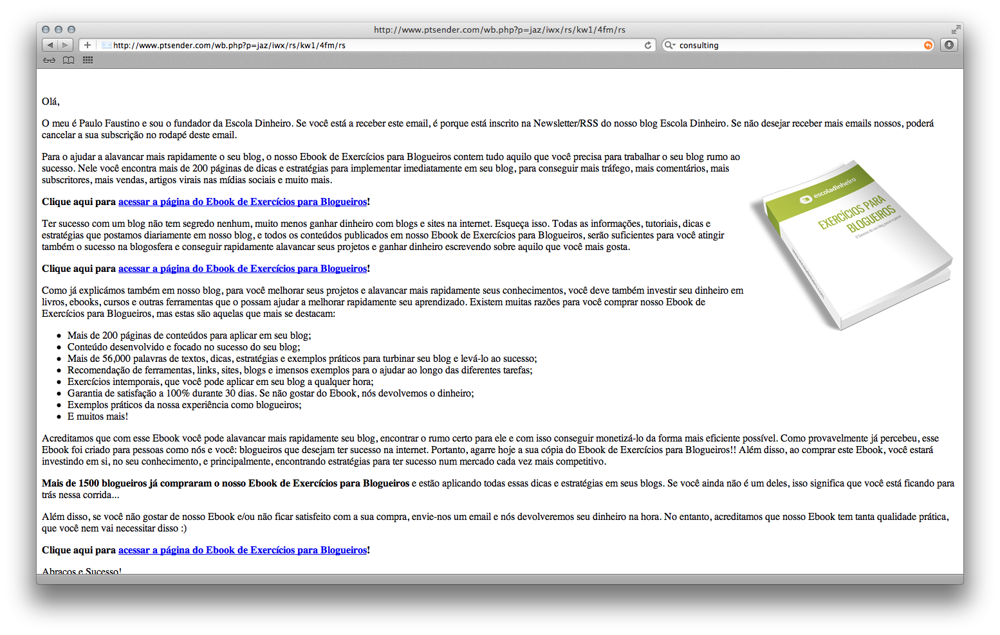 http://www.ptsender.com/wb.php?p=jaz/iwx/rs/kw1/4fm/rs
http://www.ptsender.com/wb.php?p=jaz/iwx/rs/kw1/4fm/rs
consulting
Olá,
O meu é Paulo Faustino e sou o fundador da Escola Dinheiro. Se você está a receber este email, é porque está inscrito na Newsletter/RSS do nosso blog Escola Dinheiro. Se não desejar receber mais emails nossos, poderá
cancelar a sua subscrição no rodapé deste email.
Para o ajudar a alavancar mais rapidamente o seu blog, o nosso Ebook de Exercícios para Blogueiros contem tudo aquilo que você precisa para trabalhar o seu blog rumo ao
sucesso. Nele você encontra mais de 200 páginas de dicas e estratégias para implementar imediatamente em seu blog, para conseguir mais tráfego, mais comentários, mais
subscritores, mais vendas, artigos virais nas mídias sociais e muito mais.
Clique aqui para acessar a página do Ebook de Exercícios para Blogueiros!
Ter sucesso com um blog não tem segredo nenhum, muito menos ganhar dinheiro com blogs e sites na internet. Esqueça isso. Todas as informações, tutoriais, dicas e
estratégias que postamos diariamente em nosso blog, e todos os conteúdos publicados em nosso Ebook de Exercícios para Blogueiros, serão suficientes para você atingir
também o sucesso na blogosfera e conseguir rapidamente alavancar seus projetos e ganhar dinheiro escrevendo sobre aquilo que você mais gosta.
Clique aqui para acessar a página do Ebook de Exercícios para Blogueiros!
Como já explicámos também em nosso blog, para você melhorar seus projetos e alavancar mais rapidamente seus conhecimentos, você deve também investir seu dinheiro em
livros, ebooks, cursos e outras ferramentas que o possam ajudar a melhorar rapidamente seu aprendizado. Existem muitas razões para você comprar nosso Ebook de
Exercícios para Blogueiros, mas estas são aquelas que mais se destacam:
escoladinheiro
EXERCÍCIOS PARA
BLOGUEIROS
O Sucesso do seu blog passo-a-passo
• Mais de 200 páginas de conteúdos para aplicar em seu blog;
• Conteúdo desenvolvido e focado no sucesso do seu blog;
• Mais de 56,000 palavras de textos, dicas, estratégias e exemplos práticos para turbinar seu blog e levá-lo ao sucesso;
• Recomendação de ferramentas, links, sites, blogs e imensos exemplos para o ajudar ao longo das diferentes tarefas;
• Exercícios intemporais, que você pode aplicar em seu blog a qualquer hora;
• Garantia de satisfação a 100% durante 30 dias. Se não gostar do Ebook, nós devolvemos o dinheiro;
• Exemplos práticos da nossa experiência como blogueiros;
• E muitos mais!
Acreditamos que com esse Ebook você pode alavancar mais rapidamente seu blog, encontrar o rumo certo para ele e com isso conseguir monetizá-lo da forma mais eficiente possível. Como provavelmente já percebeu, esse
Ebook foi criado para pessoas como nós e você: blogueiros que desejam ter sucesso na internet. Portanto, agarre hoje a sua cópia do Ebook de Exercícios para Blogueiros!! Além disso, ao comprar este Ebook, você estará
investindo em si, no seu conhecimento, e principalmente, encontrando estratégias para ter sucesso num mercado cada vez mais competitivo.
Mais de 1500 blogueiros já compraram o nosso Ebook de Exercícios para Blogueiros e estão aplicando todas essas dicas e estratégias em seus blogs. Se você ainda não é um deles, isso significa que você está ficando para
trás nessa corrida...
Além disso, se você não gostar de nosso Ebook e/ou não ficar satisfeito com a sua compra, envie-nos um email e nós devolveremos seu dinheiro na hora. No entanto, acreditamos que nosso Ebook tem tanta qualidade prática,
que você nem vai necessitar disso :)
Clique aqui para acessar a página do Ebook de Exercícios para Blogueiros!
Abraços e Sucesso!